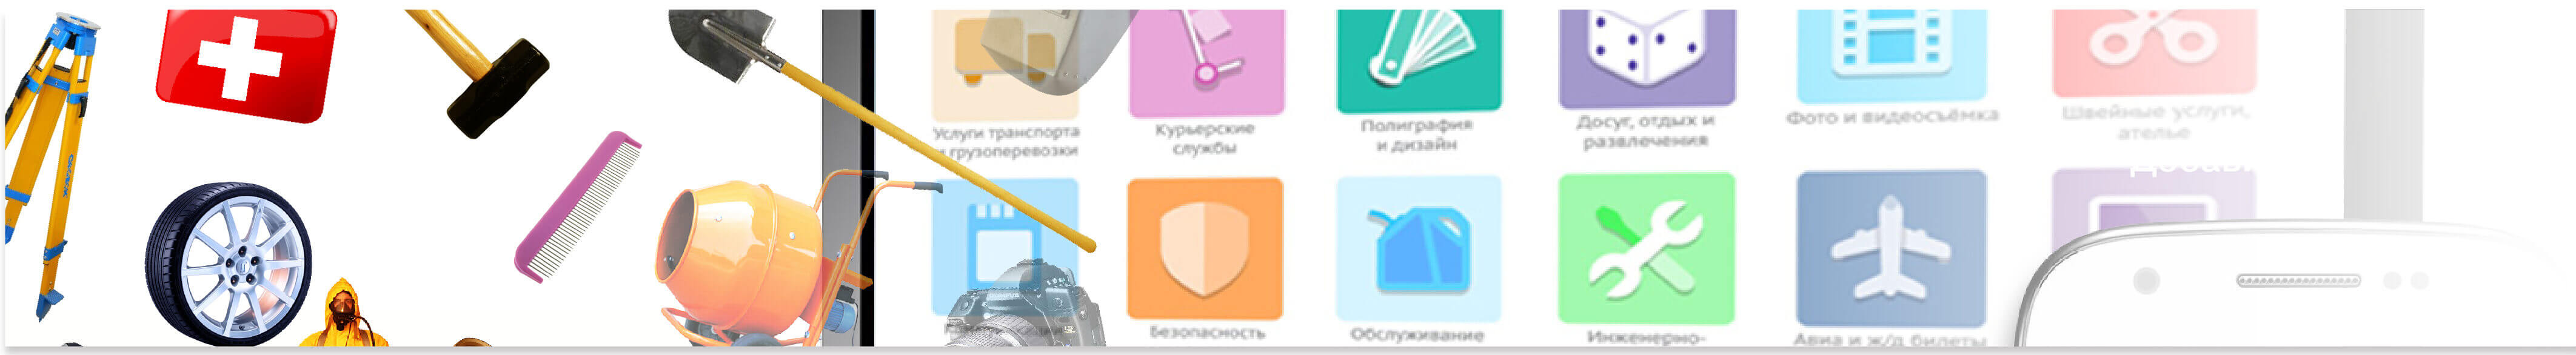 Услуги транспорта
и грузоперевозки
Курьерские
службы
Полиграфия
и дизайн
Досуг, отдых и
развлечения
Фото и видеосъёмка
Швейные услуги,
ателье
Безопасность
Обслуживание
Инженерно-
Авиа и ж/д билеты